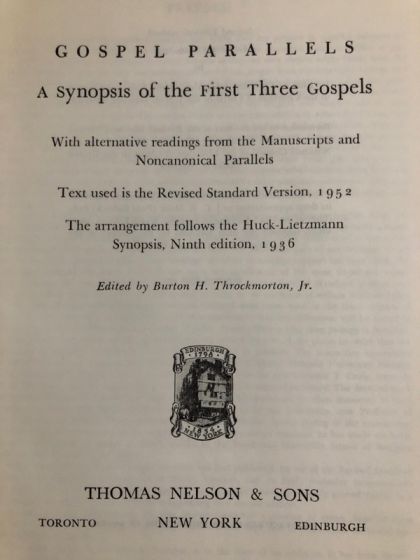 GOSPEL PARALLELS
A Synopsis of the First Three Gospels
With alternative readings from the Manuscripts and
Noncanonical Parallels
Text used is the Revised Standard Version, 1952
The arrangement follows the Huck-Lietzmann
Synopsis, Ninth edition, 1936
Edited by Burton H. Throckmorton, Jr.
EDINBURGH
1798
1854
NEW YORK
THOMAS NELSON & SONS
TORONTO NEW YORK EDINBURGH